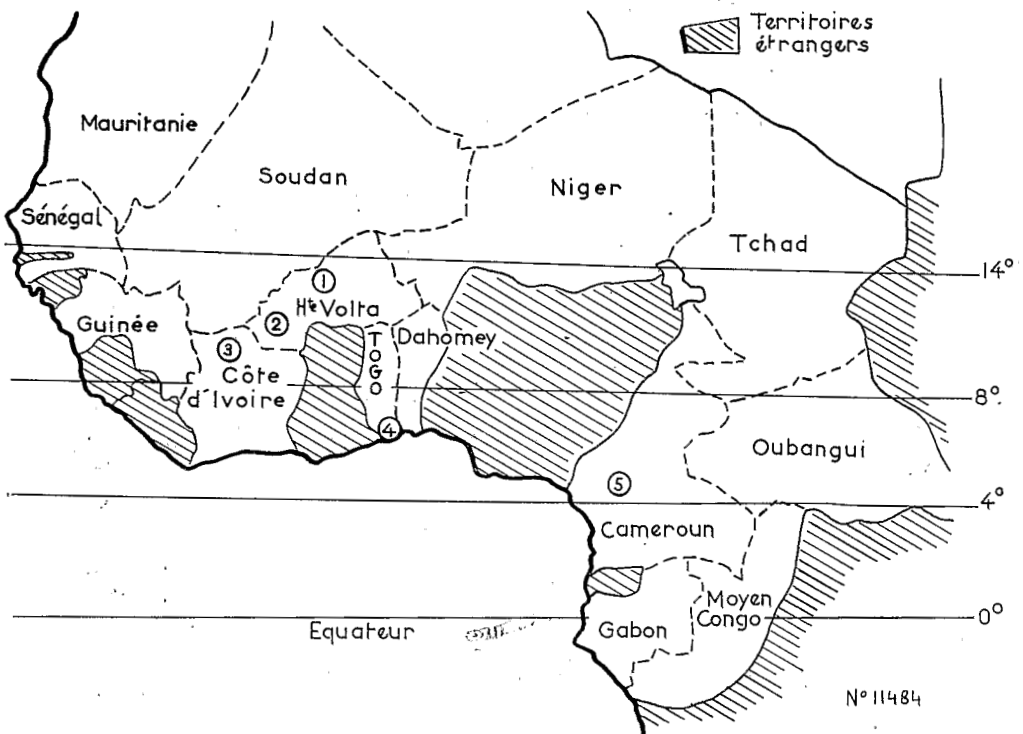 Territoires
étrangers
Mauritanie
Soudan
Niger
Sénégal
Tchad
14°
①
Hte Volta
②
Guinée
Dahomey
TOGO
③
Côte
d'Ivoire
8°
④
Oubangui
⑤
4°
Cameroun
Moyen
Congo
0°
Equateur
Gabon
N° 11484